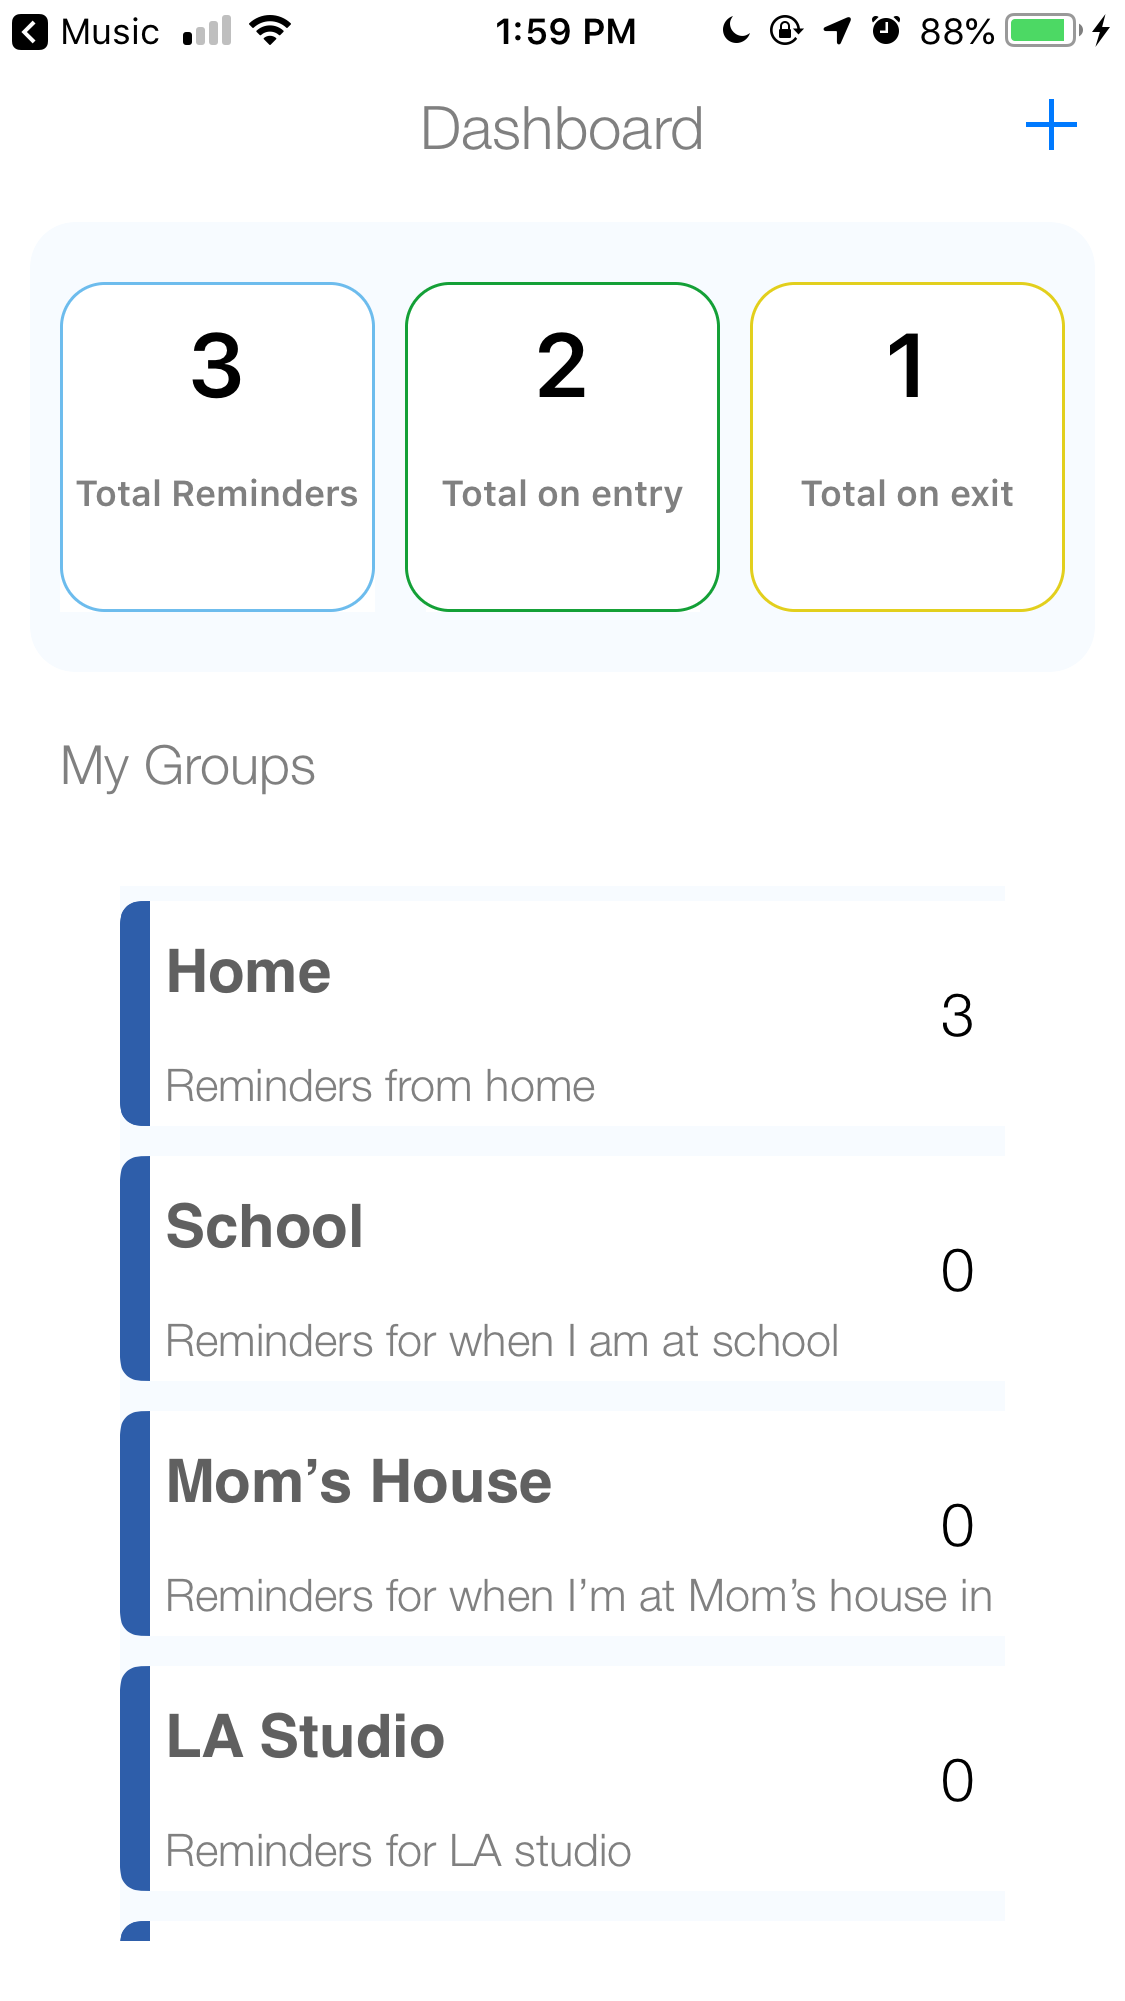 Music 1:59 PM 88%
Dashboard
3 2 1
Total Reminders Total on entry Total on exit
My Groups
Home
3
Reminders from home
School
0
Reminders for when I am at school
Mom’s House
0
Reminders for when I’m at Mom’s house in
LA Studio
0
Reminders for LA studio